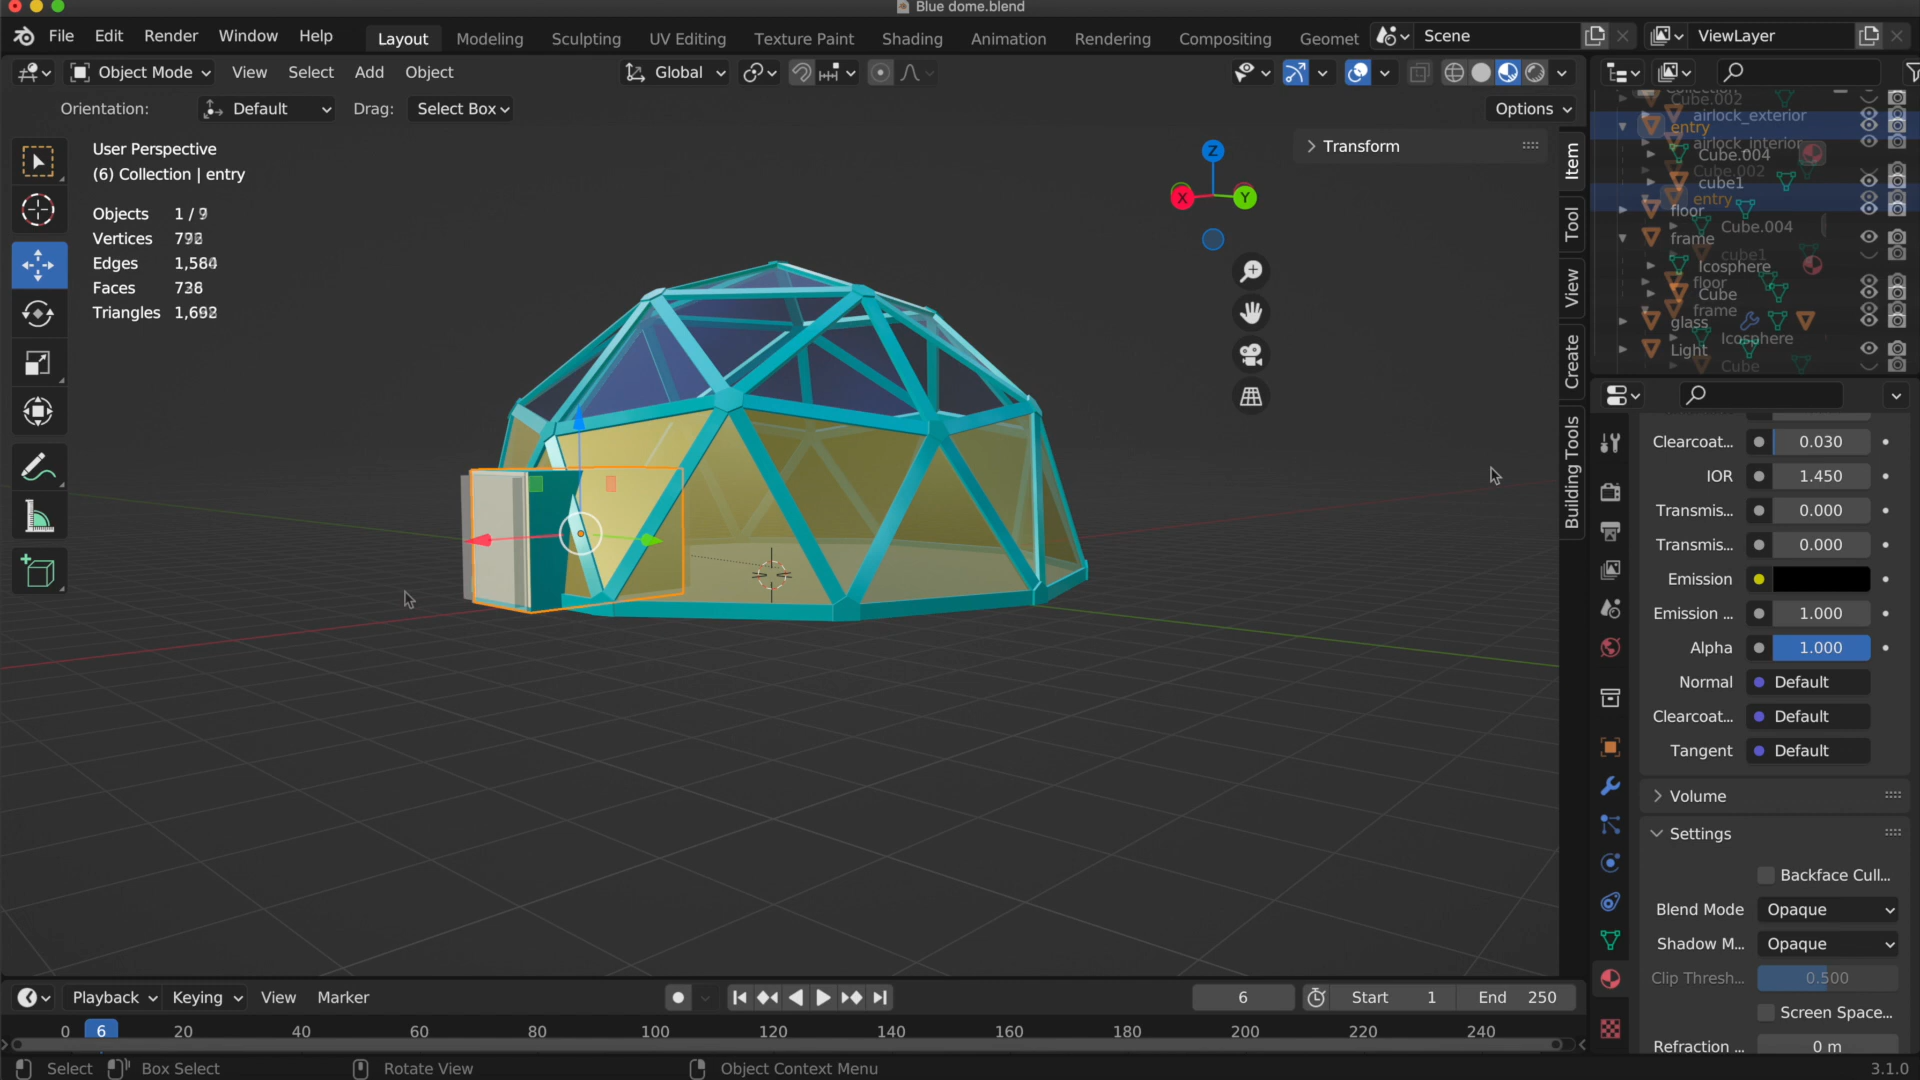 Blue dome.blend
File Edit Render Window Help Layout Modeling Sculpting UV Editing Texture Paint Shading Animation Rendering Compositing Geomet Scene ViewLayer
Object Mode View Select Add Object Global
Orientation: Default Drag: Select Box Options
User Perspective
(6) Collection | entry
Objects 1 /
Vertices
Edges
Faces
Triangles
Transform
Z
X Y
Item
Tool
View
Create
Building Tools
Cube.002
airlock_exterior
entry
airlock_interior
Cube.004
Cube.002
cube1
entry
floor
Cube.004
frame
cube1
Icosphere
floor
Cube
frame
glass
Icosphere
Light
Cube
Clearcoat... 0.030
IOR 1.450
Transmis... 0.000
Transmis... 0.000
Emission
Emission ... 1.000
Alpha 1.000
Normal Default
Clearcoat... Default
Tangent Default
Volume
Settings
Backface Cull...
Blend Mode Opaque
Shadow M... Opaque
Clip Thresh... 0.500
Screen Space...
Refraction ... 0 m
Playback Keying View Marker 6 Start 1 End 250
0 6 20 40 60 80 100 120 140 160 180 200 220 240
Select Box Select Rotate View Object Context Menu 3.1.0